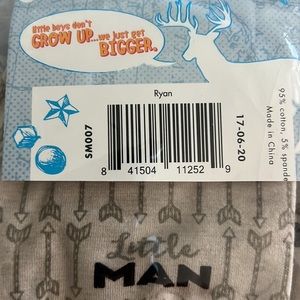 little boys don't
GROW UP...we just get
BIGGER.
Ryan
SM007
8 41504 11252 9
17-06-20
95% cotton, 5% spande
Made in China
Little
MAN